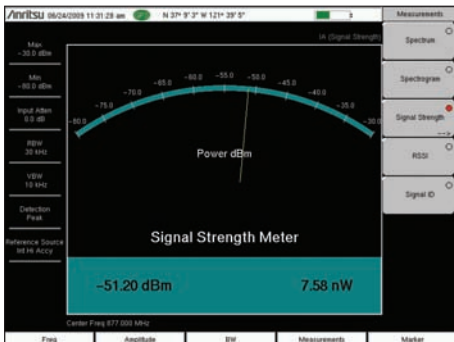 Anritsu 06/24/2009 11:31:28 am N 37° 9' 3" W 121° 39' 5"
Measurements
IA (Signal Strength)
Max
-30.0 dBm
Min
-80.0 dBm
Input Atten
0.0 dB
RBW
30 kHz
VBW
10 kHz
Detection
Peak
Reference Source
Int Hi Accy
-80.0 -75.0 -70.0 -65.0 -60.0 -55.0 -50.0 -45.0 -40.0 -35.0 -30.0
Power dBm
Signal Strength Meter
-51.20 dBm 7.58 nW
Center Freq 877.000 MHz
Spectrum
Spectrogram
Signal Strength
-->
RSSI
Signal ID
Freq Amplitude BW Measurements Marker